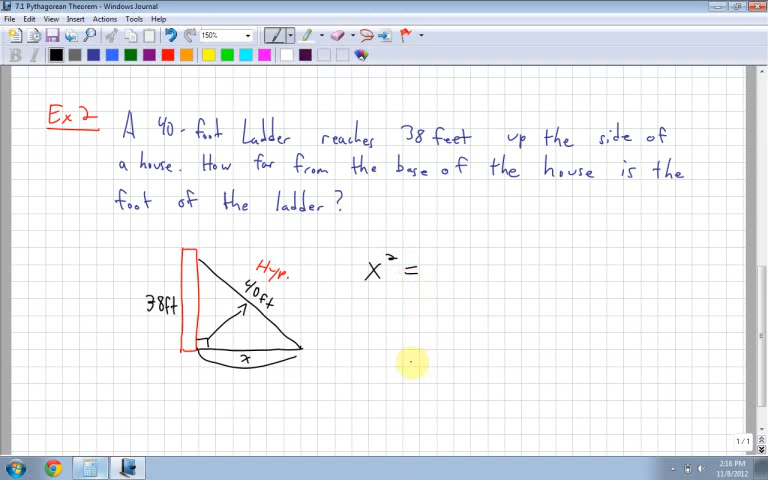 7.1 Pythagorean Theorem - Windows Journal
File Edit View Insert Actions Tools Help
150%
B I
Ex 2
A 40-foot Ladder reaches 38 feet up the side of
a house. How far from the base of the house is the
foot of the ladder?
Hyp.
40ft
38ft
x
x² =
1 / 1
2:16 PM
11/8/2012